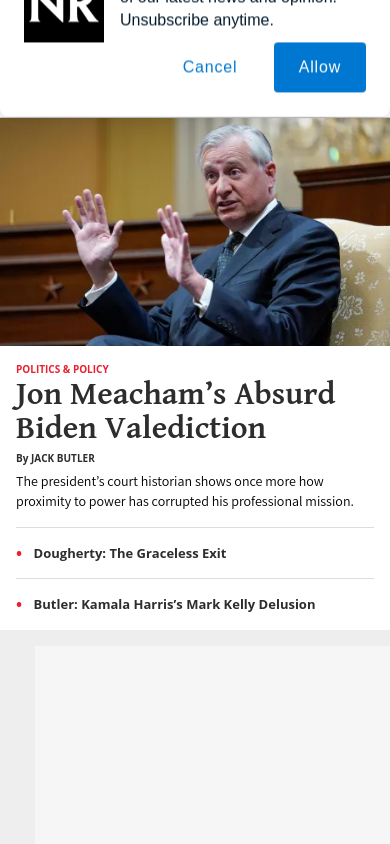 NR
of our latest news and opinion.
Unsubscribe anytime.
Cancel
Allow
POLITICS & POLICY
Jon Meacham’s Absurd
Biden Valediction
By JACK BUTLER
The president’s court historian shows once more how
proximity to power has corrupted his professional mission.
• Dougherty: The Graceless Exit
• Butler: Kamala Harris’s Mark Kelly Delusion